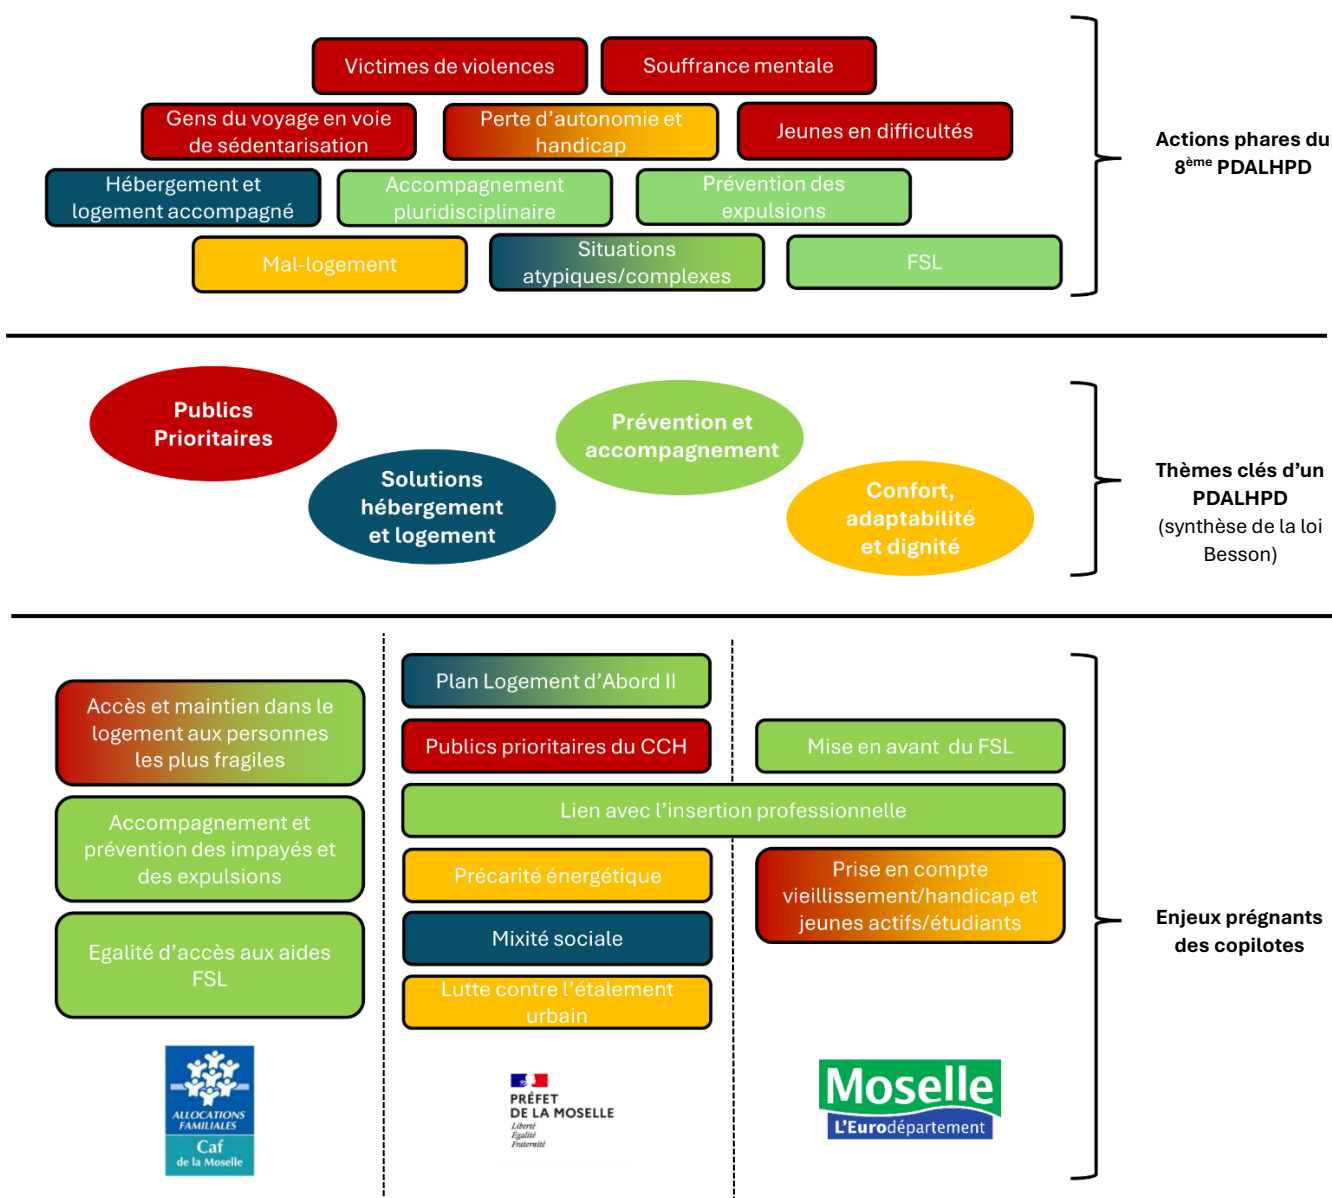 Victimes de violences
Souffrance mentale
Gens du voyage en voie
de sédentarisation
Perte d'autonomie et
handicap
Jeunes en difficultés
Hébergement et
logement accompagné
Accompagnement
pluridisciplinaire
Prévention des
expulsions
Mal-logement
Situations
atypiques/complexes
FSL
Actions phares du
8ème PDALHPD
Publics
Prioritaires
Solutions
hébergement
et logement
Prévention et
accompagnement
Confort,
adaptabilité
et dignité
Thèmes clés d'un
PDALHPD
(synthèse de la loi
Besson)
Accès et maintien dans le
logement aux personnes
les plus fragiles
Accompagnement et
prévention des impayés et
des expulsions
Egalité d'accès aux aides
FSL
Plan Logement d'Abord II
Publics prioritaires du CCH
Lien avec l'insertion professionnelle
Précarité énergétique
Mixité sociale
Lutte contre l'étalement
urbain
Mise en avant du FSL
Prise en compte
vieillissement/handicap et
jeunes actifs/étudiants
Enjeux prégnants
des copilotes
ALLOCATIONS
FAMILIALES
Caf
de la Moselle
PRÉFET
DE LA MOSELLE
Liberté
Égalité
Fraternité
Moselle
L'Eurodépartement